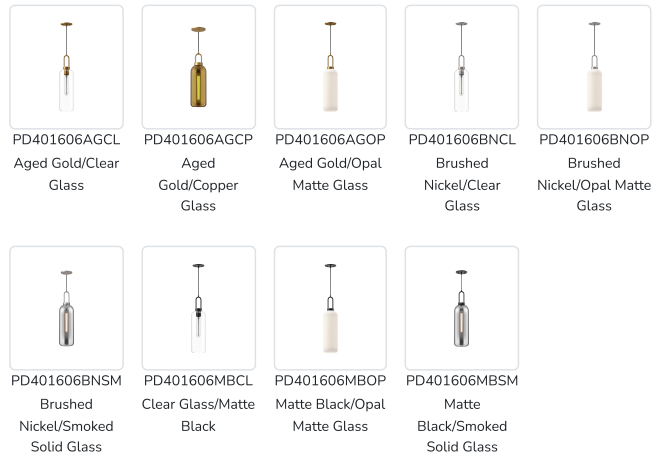 PD401606AGCL
Aged Gold/Clear
Glass
PD401606AGCP
Aged
Gold/Copper
Glass
PD401606AGOP
Aged Gold/Opal
Matte Glass
PD401606BNCL
Brushed
Nickel/Clear
Glass
PD401606BNOP
Brushed
Nickel/Opal Matte
Glass
PD401606BNSM
Brushed
Nickel/Smoked
Solid Glass
PD401606MBCL
Clear Glass/Matte
Black
PD401606MBOP
Matte Black/Opal
Matte Glass
PD401606MBSM
Matte
Black/Smoked
Solid Glass